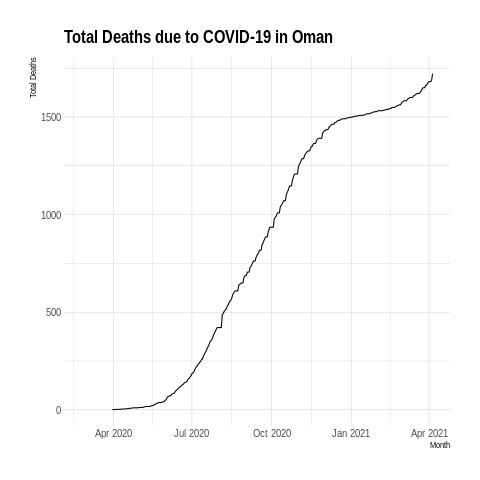 Total Deaths due to COVID-19 in Oman
Total Deaths
1500
1000
500
0
Apr 2020
Jul 2020
Oct 2020
Jan 2021
Apr 2021
Month